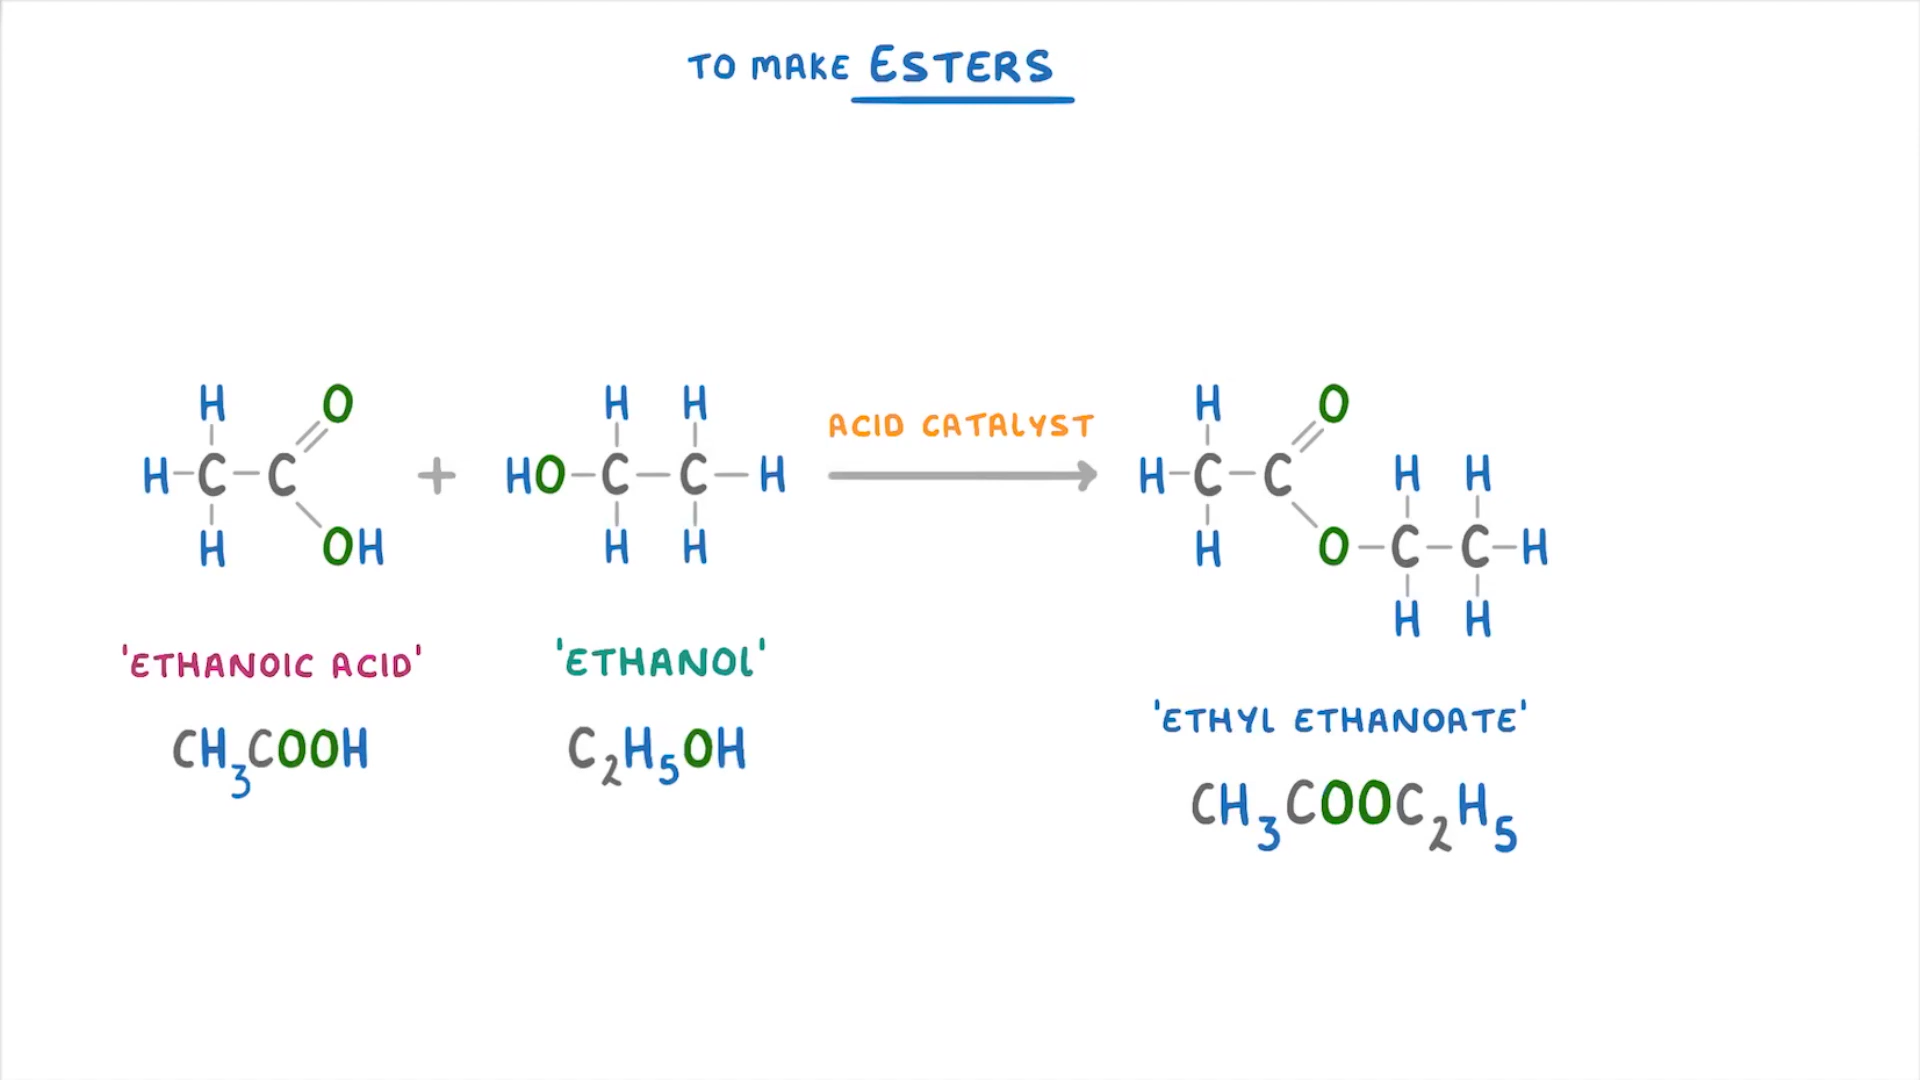 TO MAKE ESTERS
H O H H H O
ACID CATALYST
H-C-C + HO-C-C-H H-C-C H H
H OH H H H O-C-C-H
H H
'ETHANOIC ACID' 'ETHANOL'
'ETHYL ETHANOATE'
CH₃COOH C₂H₅OH
CH₃COOC₂H₅